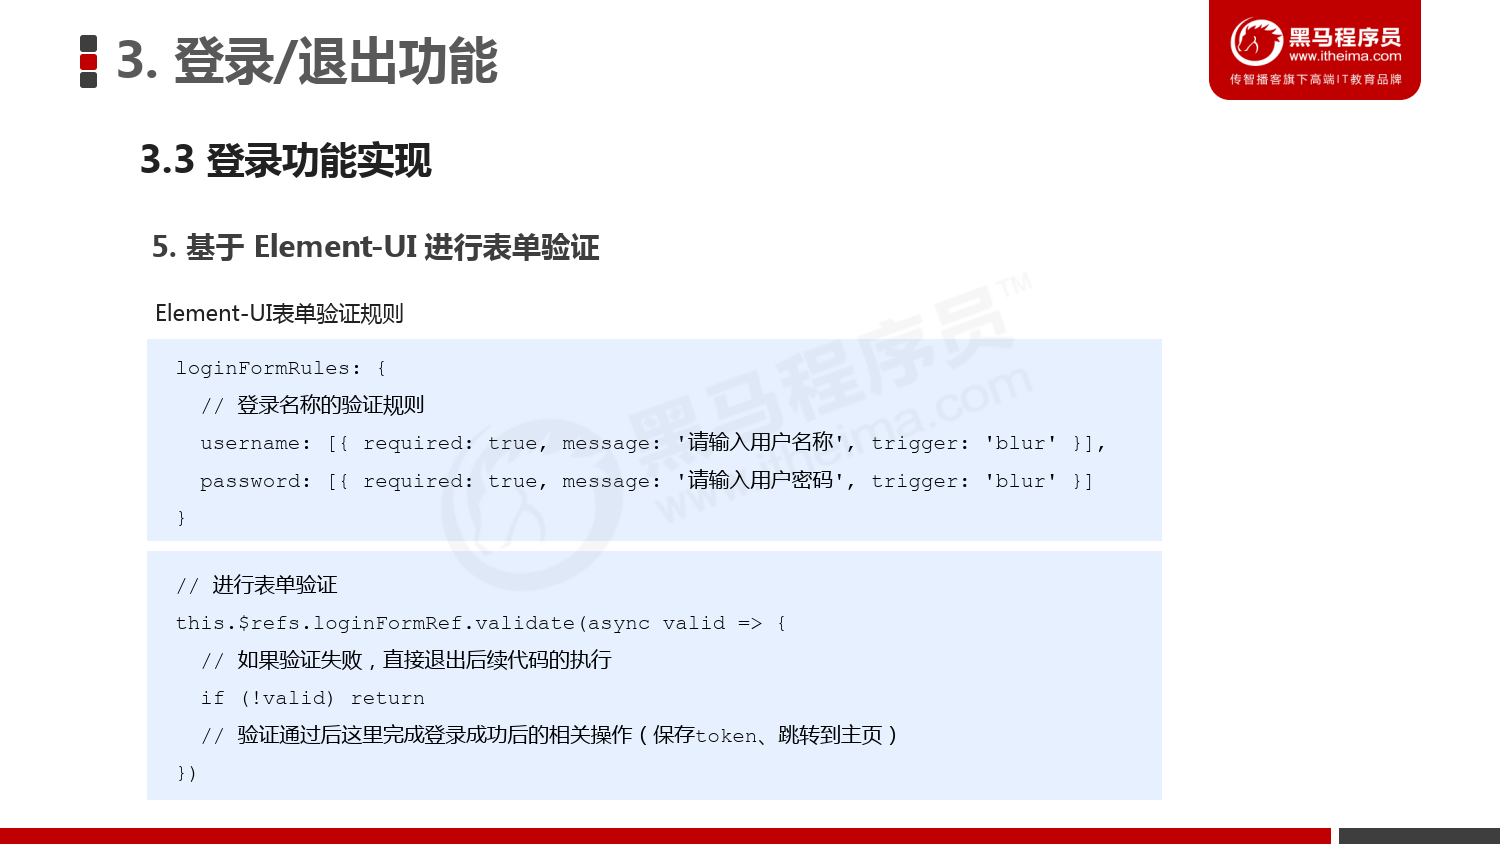 3. 登录/退出功能
黑马程序员
www.itheima.com
传智播客旗下高端IT教育品牌
3.3 登录功能实现
5. 基于 Element-UI 进行表单验证
Element-UI表单验证规则
loginFormRules: {
// 登录名称的验证规则
username: [{ required: true, message: '请输入用户名称', trigger: 'blur' }],
password: [{ required: true, message: '请输入用户密码', trigger: 'blur' }]
}
// 进行表单验证
this.$refs.loginFormRef.validate(async valid => {
// 如果验证失败，直接退出后续代码的执行
if (!valid) return
// 验证通过后这里完成登录成功后的相关操作（保存token、跳转到主页）
})
黑马程序员™
www.itheima.com